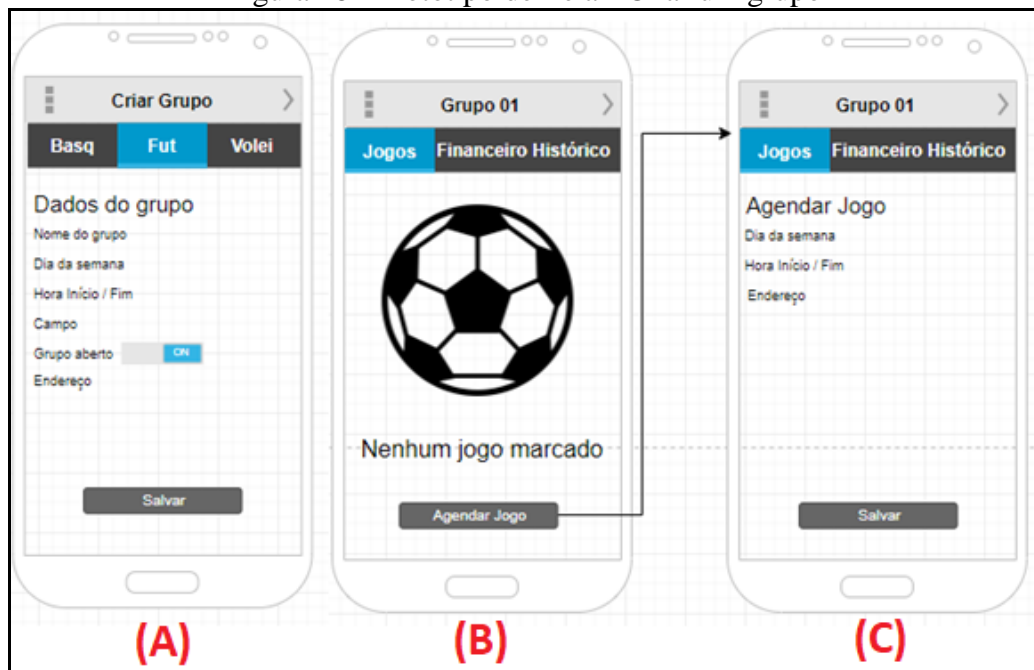 Criar Grupo
Basq Fut Volei
Dados do grupo
Nome do grupo
Dia da semana
Hora Início / Fim
Campo
Grupo aberto ON
Endereço
Salvar
(A)
Grupo 01
Jogos Financeiro Histórico
Nenhum jogo marcado
Agendar Jogo
(B)
Grupo 01
Jogos Financeiro Histórico
Agendar Jogo
Dia da semana
Hora Início / Fim
Endereço
Salvar
(C)